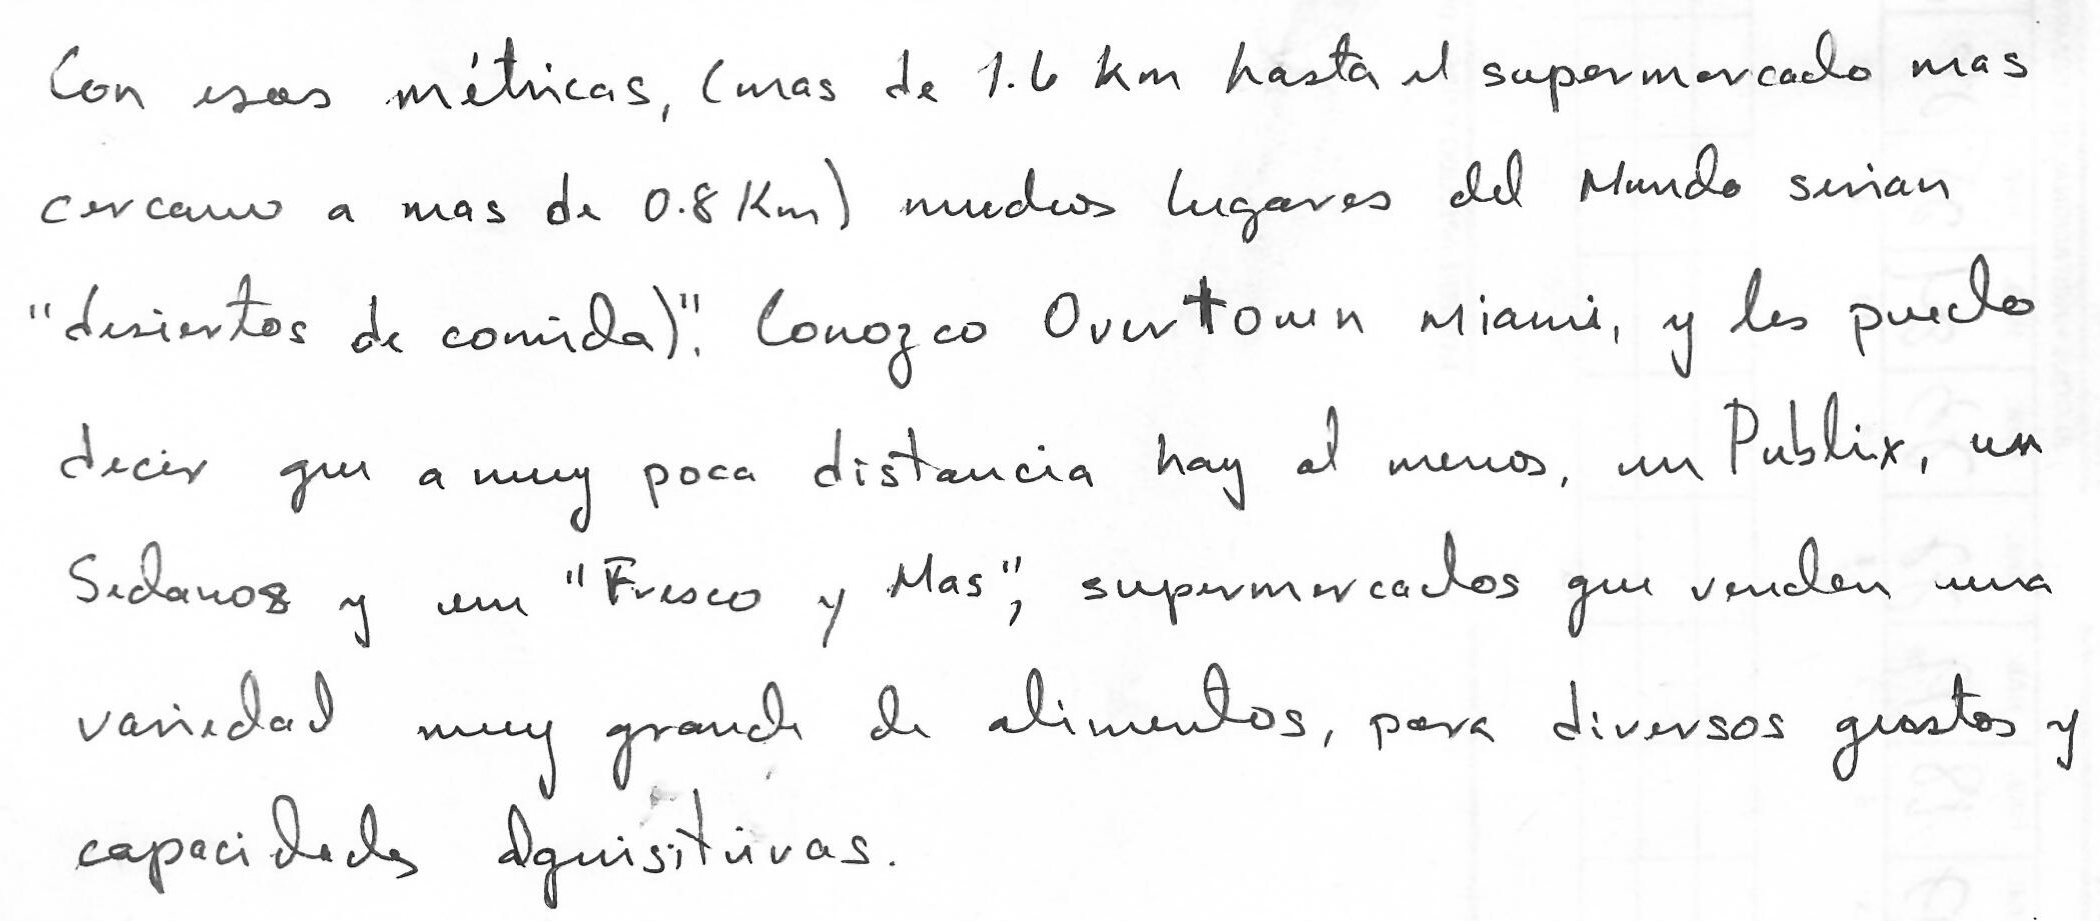 Con esas métricas, (mas de 1.6 km hasta el supermercado mas
cercano a mas de 0.8 Km) muchos lugares del Mundo serian
"desiertos de comida)". Conozco Overtown Miami, y les puedo
decir que a muy poca distancia hay al menos, un Publix, un
Sedanos y un "Fresco y Mas", supermercados que venden una
variedad muy grande de alimentos, para diversos gustos y
capacidades adquisitivas.